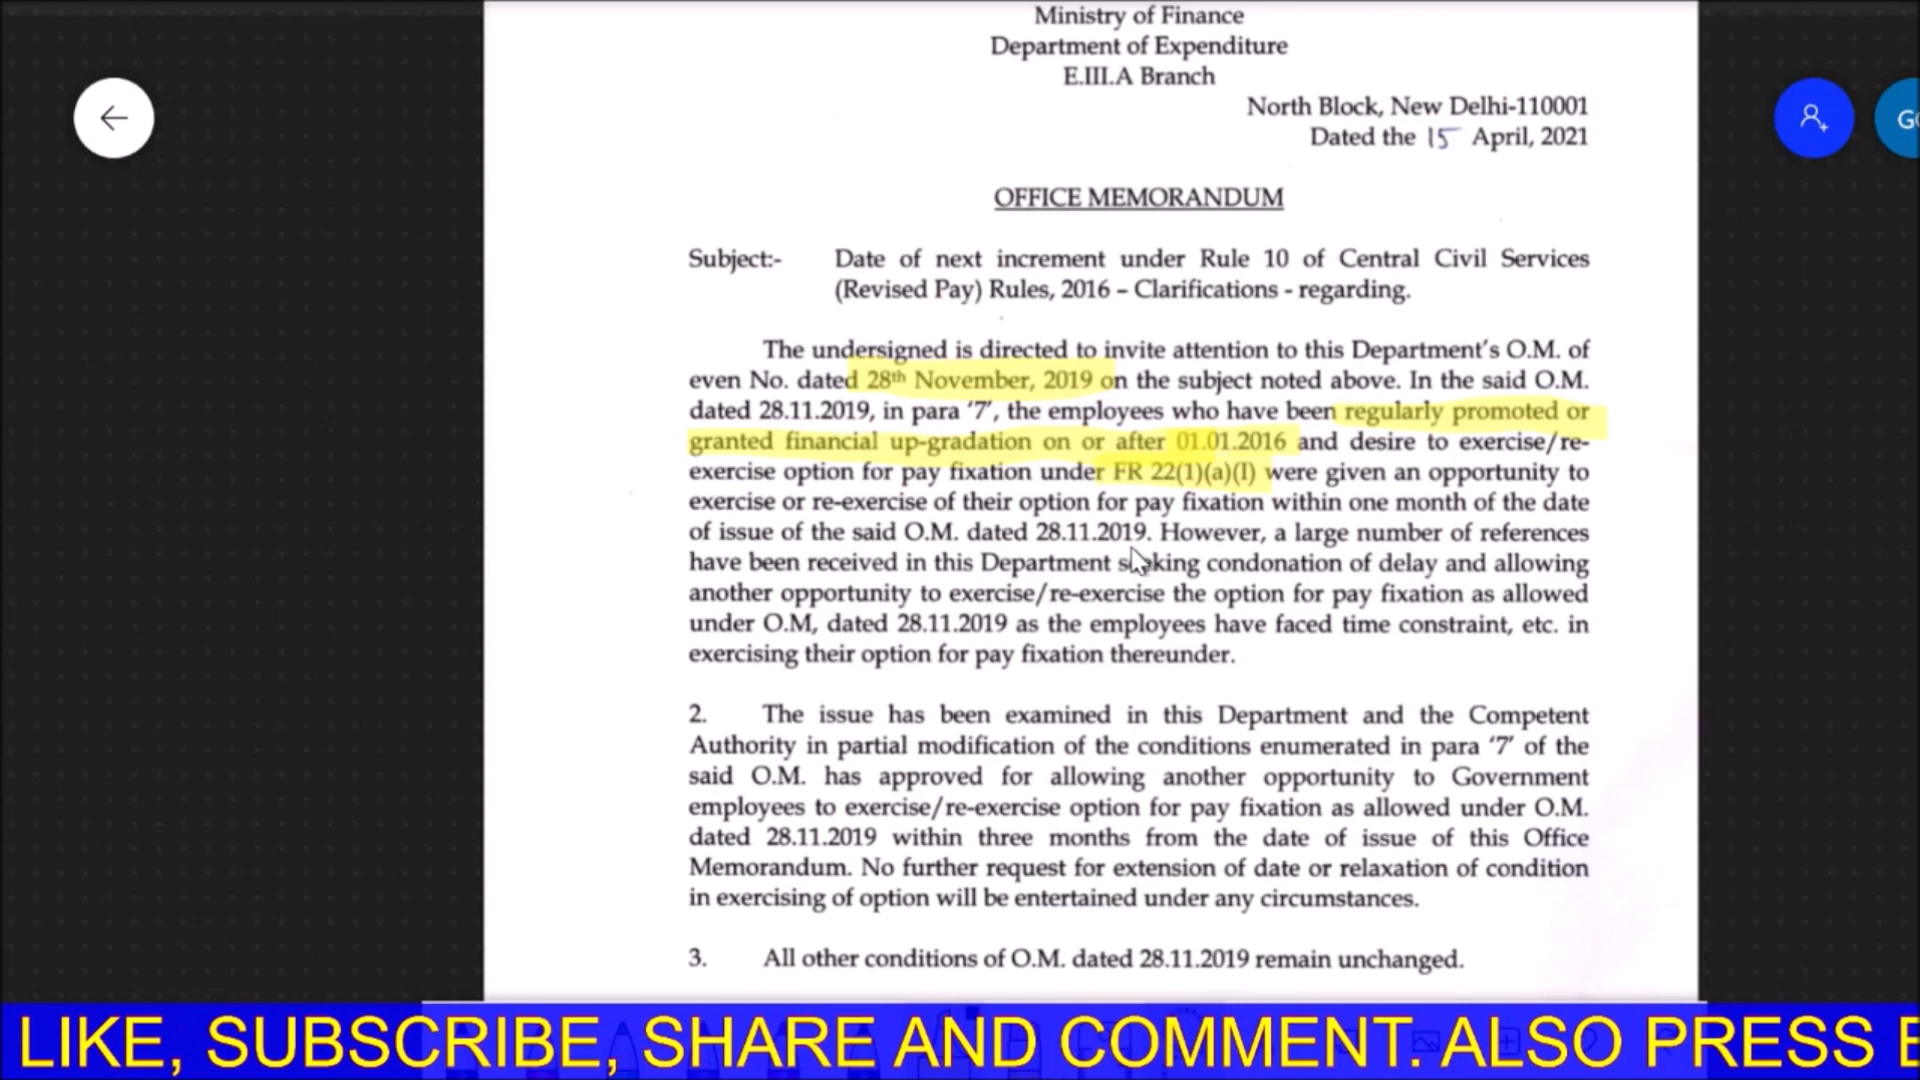 Ministry of Finance
Department of Expenditure
E.III.A Branch
North Block, New Delhi-110001
Dated the 15 April, 2021
OFFICE MEMORANDUM
Subject:- Date of next increment under Rule 10 of Central Civil Services
(Revised Pay) Rules, 2016 – Clarifications - regarding.
The undersigned is directed to invite attention to this Department's O.M. of
even No. dated 28th November, 2019 on the subject noted above. In the said O.M.
dated 28.11.2019, in para '7', the employees who have been regularly promoted or
granted financial up-gradation on or after 01.01.2016 and desire to exercise/re-
exercise option for pay fixation under FR 22(1)(a)(I) were given an opportunity to
exercise or re-exercise of their option for pay fixation within one month of the date
of issue of the said O.M. dated 28.11.2019. However, a large number of references
have been received in this Department seeking condonation of delay and allowing
another opportunity to exercise/re-exercise the option for pay fixation as allowed
under O.M, dated 28.11.2019 as the employees have faced time constraint, etc. in
exercising their option for pay fixation thereunder.
2. The issue has been examined in this Department and the Competent
Authority in partial modification of the conditions enumerated in para '7' of the
said O.M. has approved for allowing another opportunity to Government
employees to exercise/re-exercise option for pay fixation as allowed under O.M.
dated 28.11.2019 within three months from the date of issue of this Office
Memorandum. No further request for extension of date or relaxation of condition
in exercising of option will be entertained under any circumstances.
3. All other conditions of O.M. dated 28.11.2019 remain unchanged.
LIKE, SUBSCRIBE, SHARE AND COMMENT. ALSO PRESS